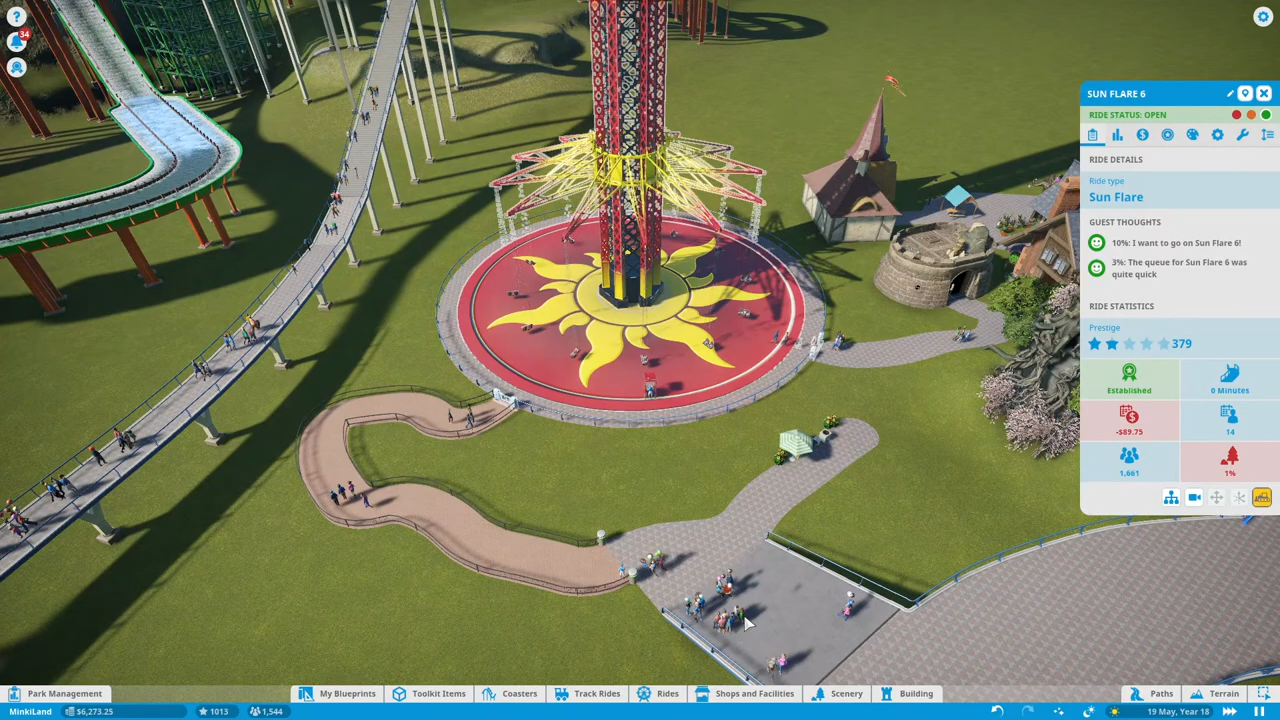 ?
34
SUN FLARE 6
RIDE STATUS: OPEN
RIDE DETAILS
Ride type
Sun Flare
GUEST THOUGHTS
10%: I want to go on Sun Flare 6!
3%: The queue for Sun Flare 6 was
quite quick
RIDE STATISTICS
Prestige
379
Established
0 Minutes
-$89.75
14
1,661
1%
Park Management
My Blueprints
Toolkit Items
Coasters
Track Rides
Rides
Shops and Facilities
Scenery
Building
Paths
Terrain
MinkiLand
$6,273.25
1013
1,544
19 May, Year 18